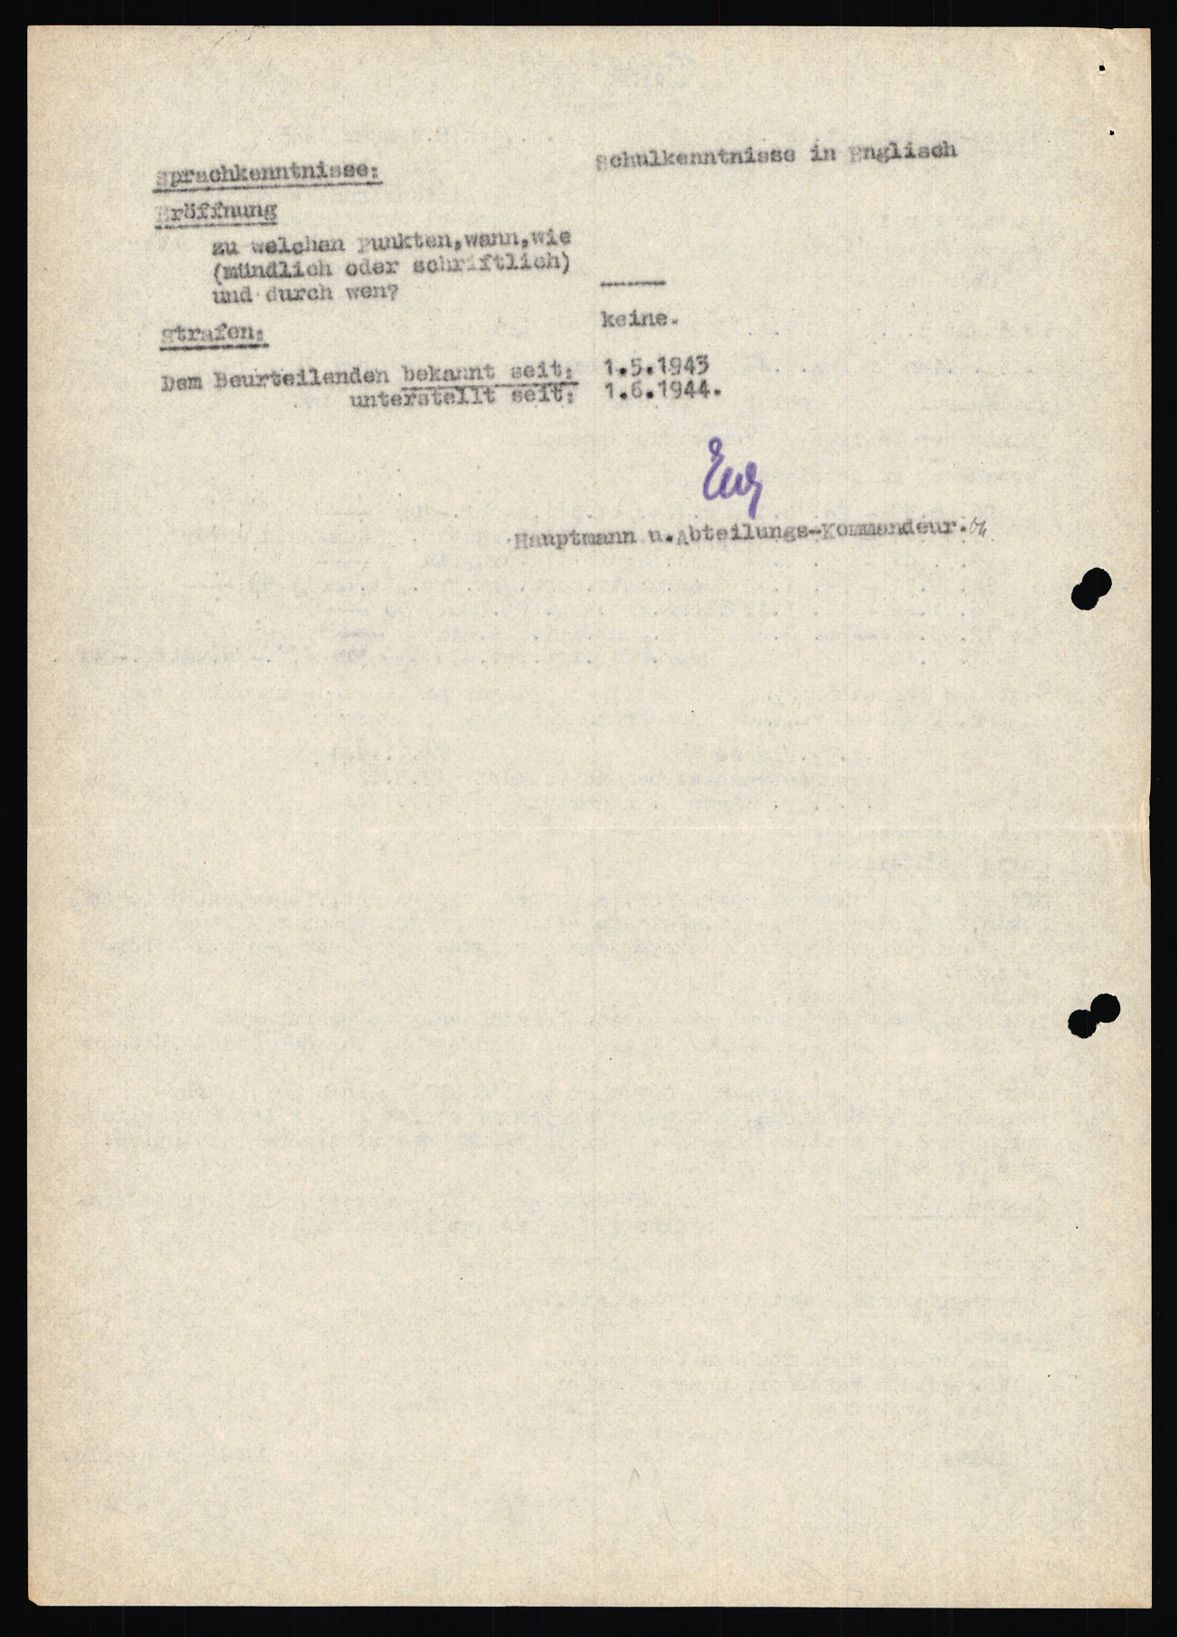 Sprachkenntnisse: Schulkenntnisse in Englisch
Eröffnung
zu welchen Punkten,wann,wie
(mündlich oder schriftlich)
und durch wen? -----
Strafen: keine.
Dem Beurteilenden bekannt seit: 1.5.1943
unterstellt seit: 1.6.1944.
Hauptmann u.Abteilungs-Kommandeur.